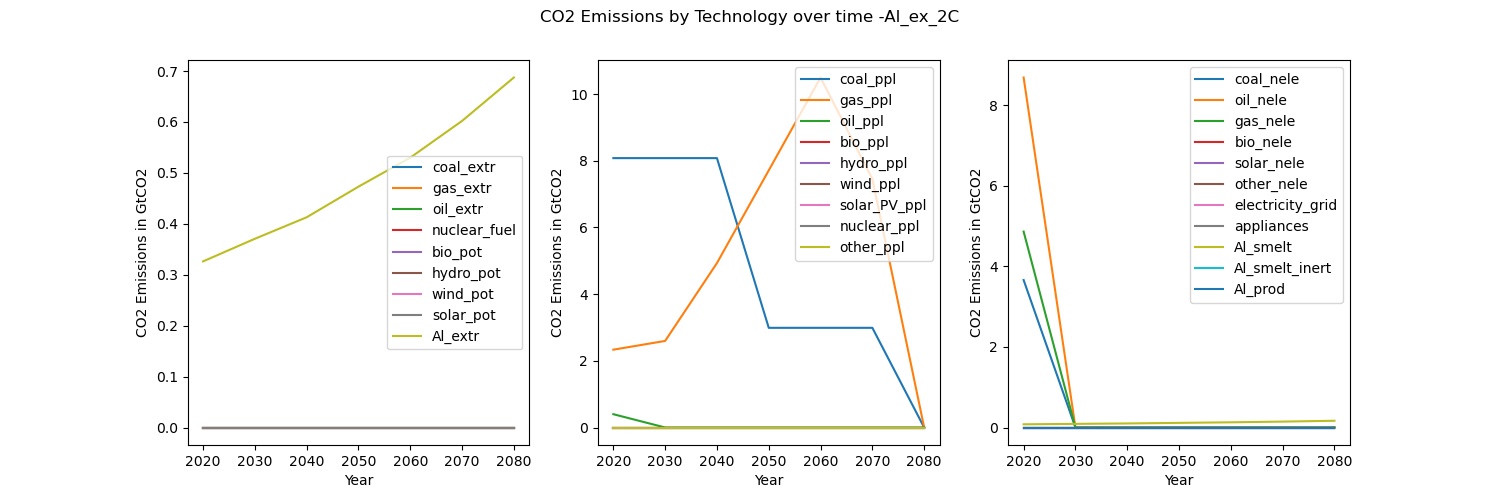 CO2 Emissions by Technology over time -Al_ex_2C
CO2 Emissions in GtCO2
0.7
0.6
0.5
0.4
0.3
0.2
0.1
0.0
2020 2030 2040 2050 2060 2070 2080
Year
coal_extr
gas_extr
oil_extr
nuclear_fuel
bio_pot
hydro_pot
wind_pot
solar_pot
Al_extr
CO2 Emissions in GtCO2
10
8
6
4
2
0
2020 2030 2040 2050 2060 2070 2080
Year
coal_ppl
gas_ppl
oil_ppl
bio_ppl
hydro_ppl
wind_ppl
solar_PV_ppl
nuclear_ppl
other_ppl
CO2 Emissions in GtCO2
8
6
4
2
0
2020 2030 2040 2050 2060 2070 2080
Year
coal_nele
oil_nele
gas_nele
bio_nele
solar_nele
other_nele
electricity_grid
appliances
Al_smelt
Al_smelt_inert
Al_prod